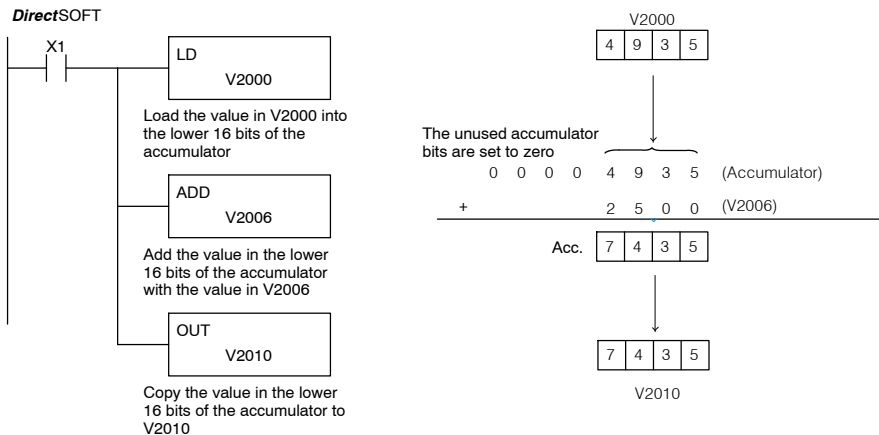 DirectSOFT
X1
LD
V2000
Load the value in V2000 into
the lower 16 bits of the
accumulator
ADD
V2006
Add the value in the lower
16 bits of the accumulator
with the value in V2006
OUT
V2010
Copy the value in the lower
16 bits of the accumulator to
V2010
V2000
4 9 3 5
The unused accumulator
bits are set to zero
0 0 0 0 4 9 3 5 (Accumulator)
+ 2 5 0 0 (V2006)
Acc. 7 4 3 5
7 4 3 5
V2010